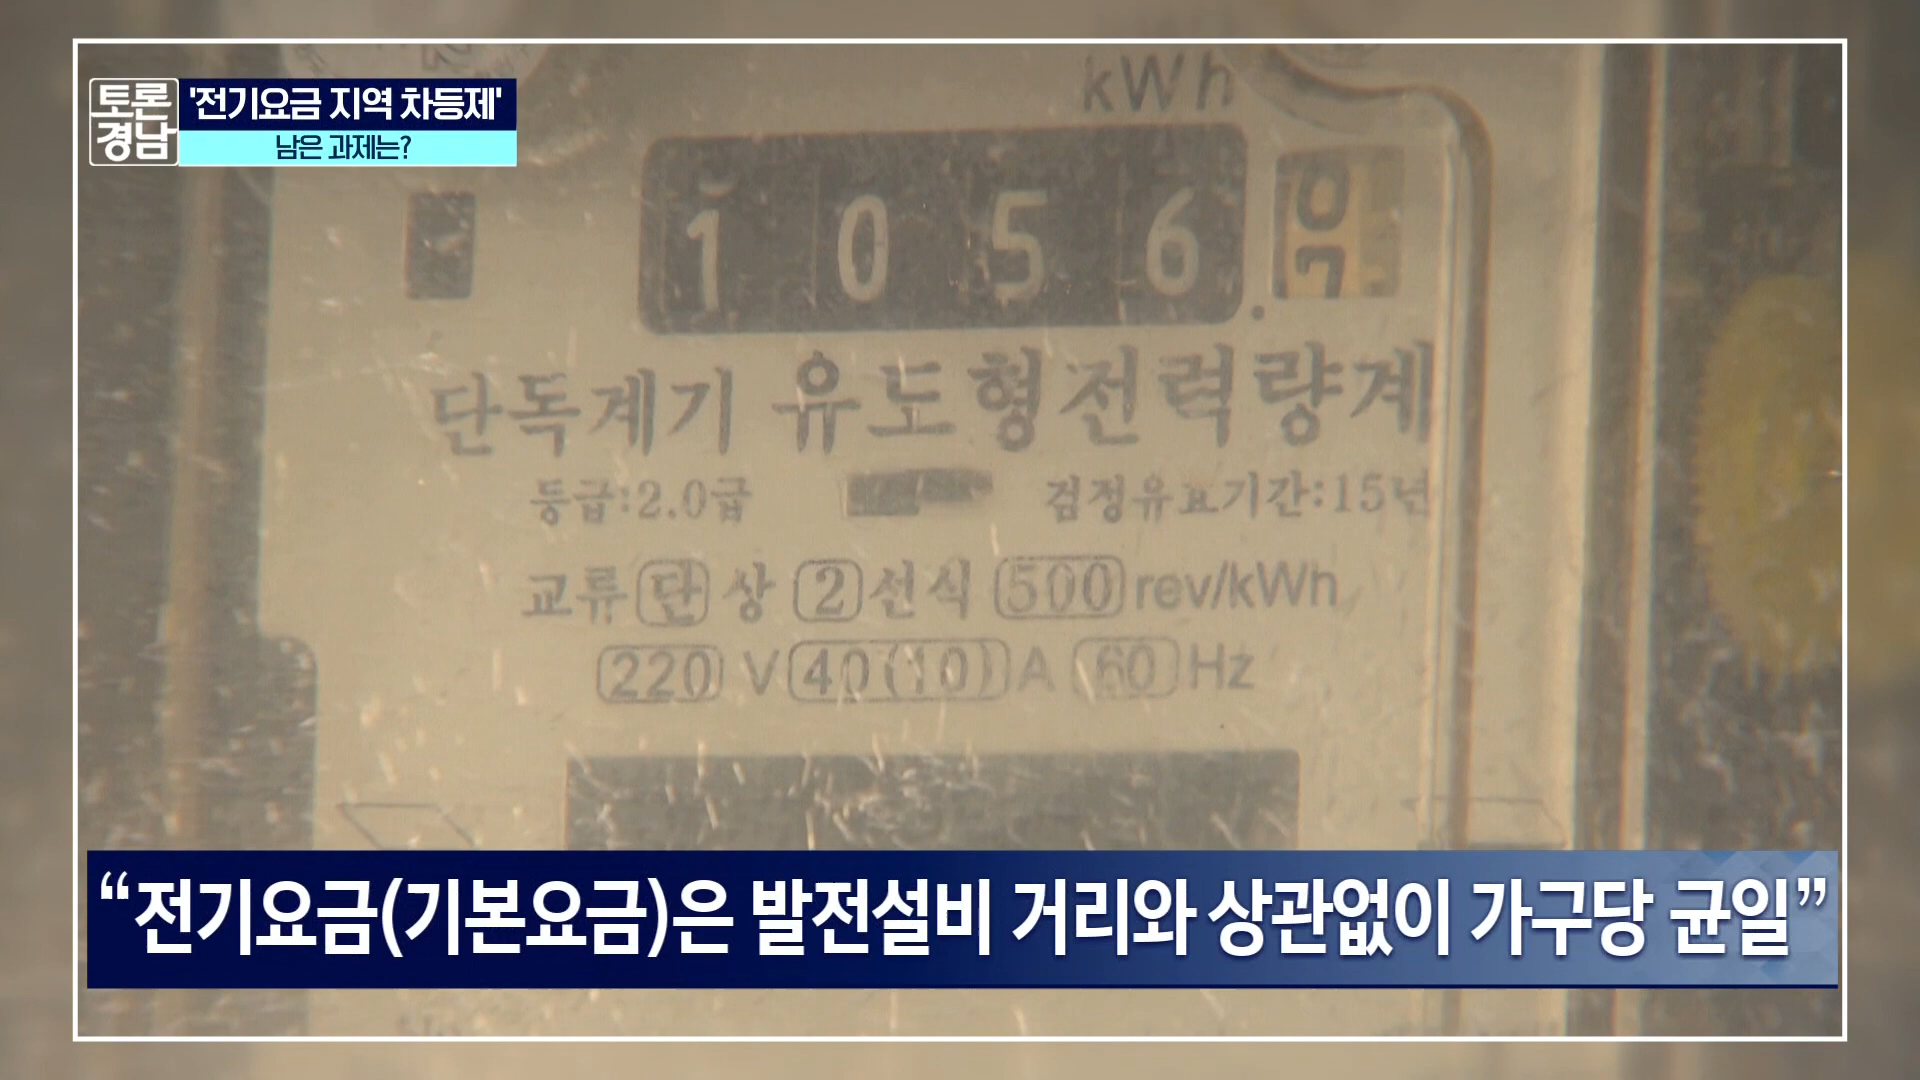 토론
경남
'전기요금 지역 차등제'
남은 과제는?
kWh
1 0 5 6 .
단독계기 유도형전력량계
등급:2.0급 검정유효기간:15년
교류 단 상 2 선식 500 rev/kWh
220 V 40(10) A 60 Hz
“전기요금(기본요금)은 발전설비 거리와 상관없이 가구당 균일”